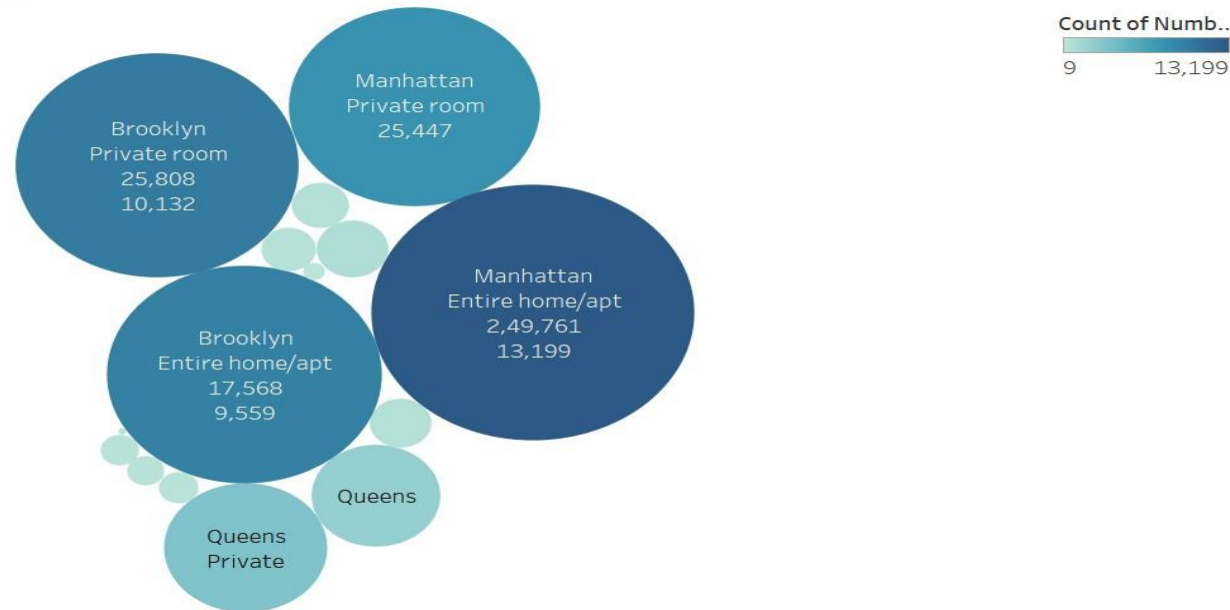 Count of Numb..
9 13,199
Manhattan
Private room
25,447
Brooklyn
Private room
25,808
10,132
Manhattan
Entire home/apt
2,49,761
13,199
Brooklyn
Entire home/apt
17,568
9,559
Queens
Queens
Private